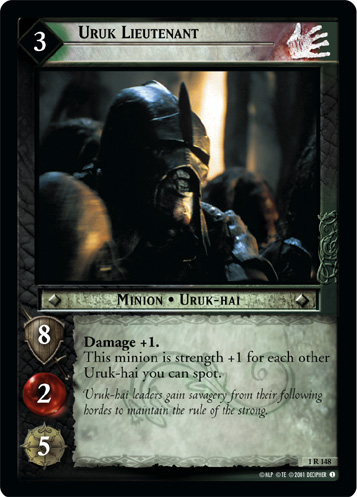 3
URUK LIEUTENANT
MINION • URUK-HAI
8
Damage +1.
This minion is strength +1 for each other
Uruk-hai you can spot.
2
Uruk-hai leaders gain savagery from their following
hordes to maintain the rule of the strong.
5
1 R 148
©NLP ™©TE ©2001 DECIPHER 1